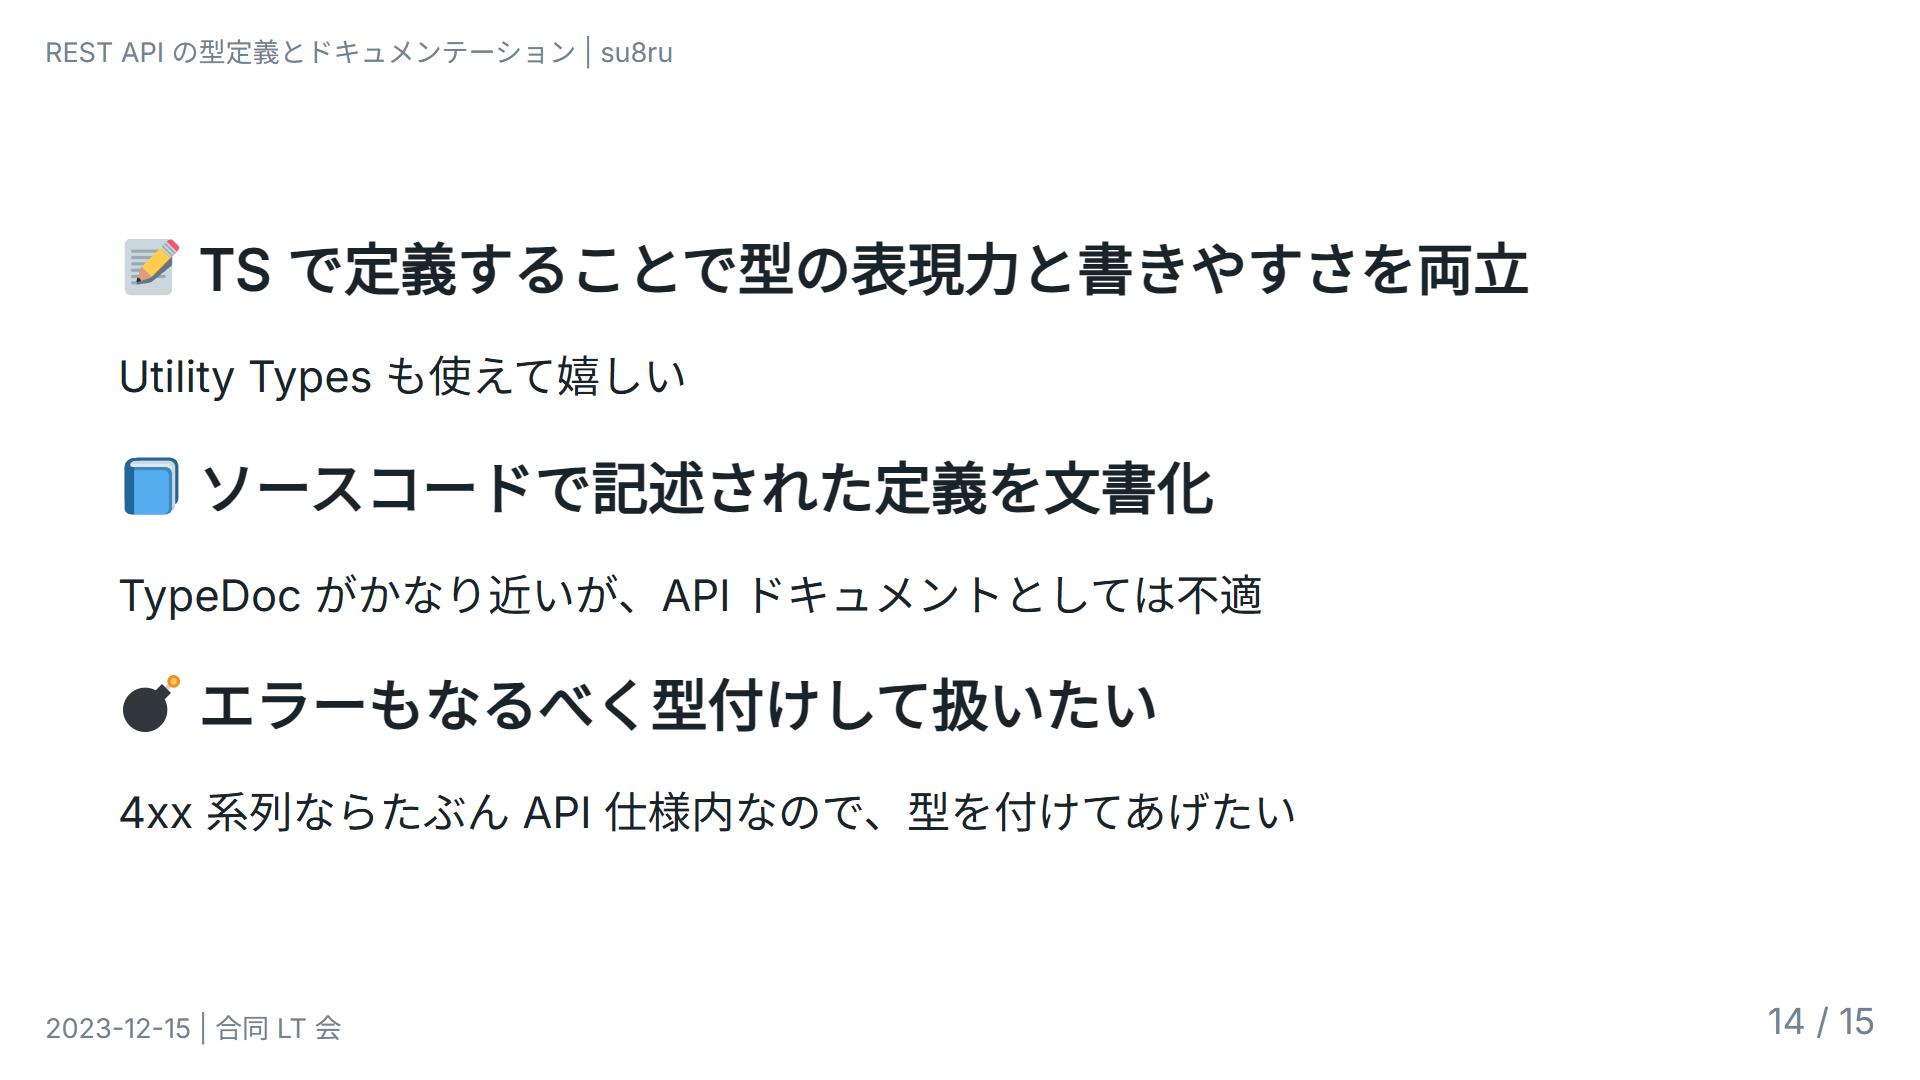 REST API の型定義とドキュメンテーション | su8ru
📝 TS で定義することで型の表現力と書きやすさを両立
Utility Types も使えて嬉しい
📘 ソースコードで記述された定義を文書化
TypeDoc がかなり近いが、API ドキュメントとしては不適
💣 エラーもなるべく型付けして扱いたい
4xx 系列ならたぶん API 仕様内なので、型を付けてあげたい
2023-12-15 | 合同 LT 会
14 / 15